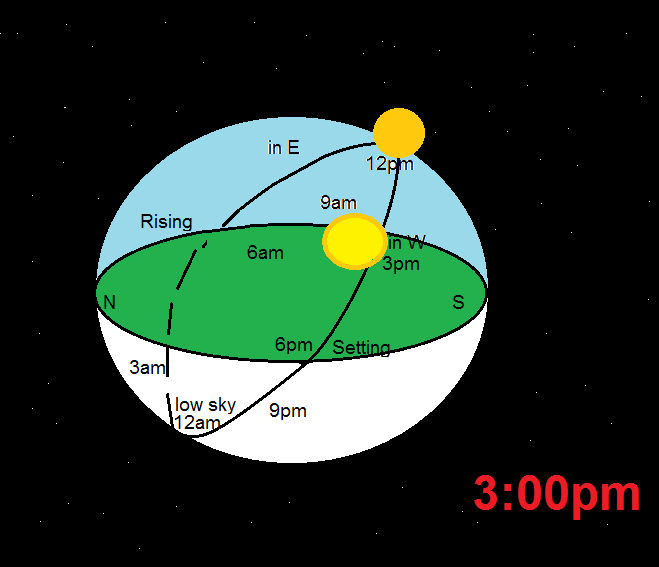 in E
12pm
9am
Rising
in W
6am
3pm
N
S
6pm
Setting
3am
low sky
9pm
12am
3:00pm